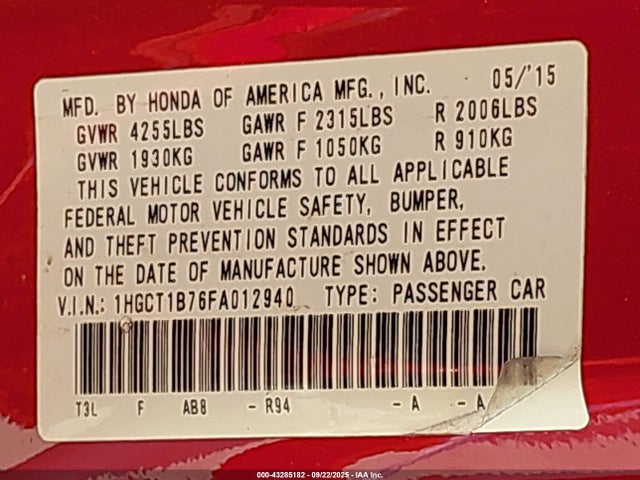 MFD. BY HONDA OF AMERICA MFG., INC. 05/'15
GVWR 4255LBS GAWR F 2315LBS R 2006LBS
GVWR 1930KG GAWR F 1050KG R 910KG
THIS VEHICLE CONFORMS TO ALL APPLICABLE
FEDERAL MOTOR VEHICLE SAFETY, BUMPER,
AND THEFT PREVENTION STANDARDS IN EFFECT
ON THE DATE OF MANUFACTURE SHOWN ABOVE.
V.I.N.: 1HGCT1B76FA012940 TYPE: PASSENGER CAR
T3L F AB8 - R94 - A - A
000-43285182 - 09/22/2025 - IAA Inc.